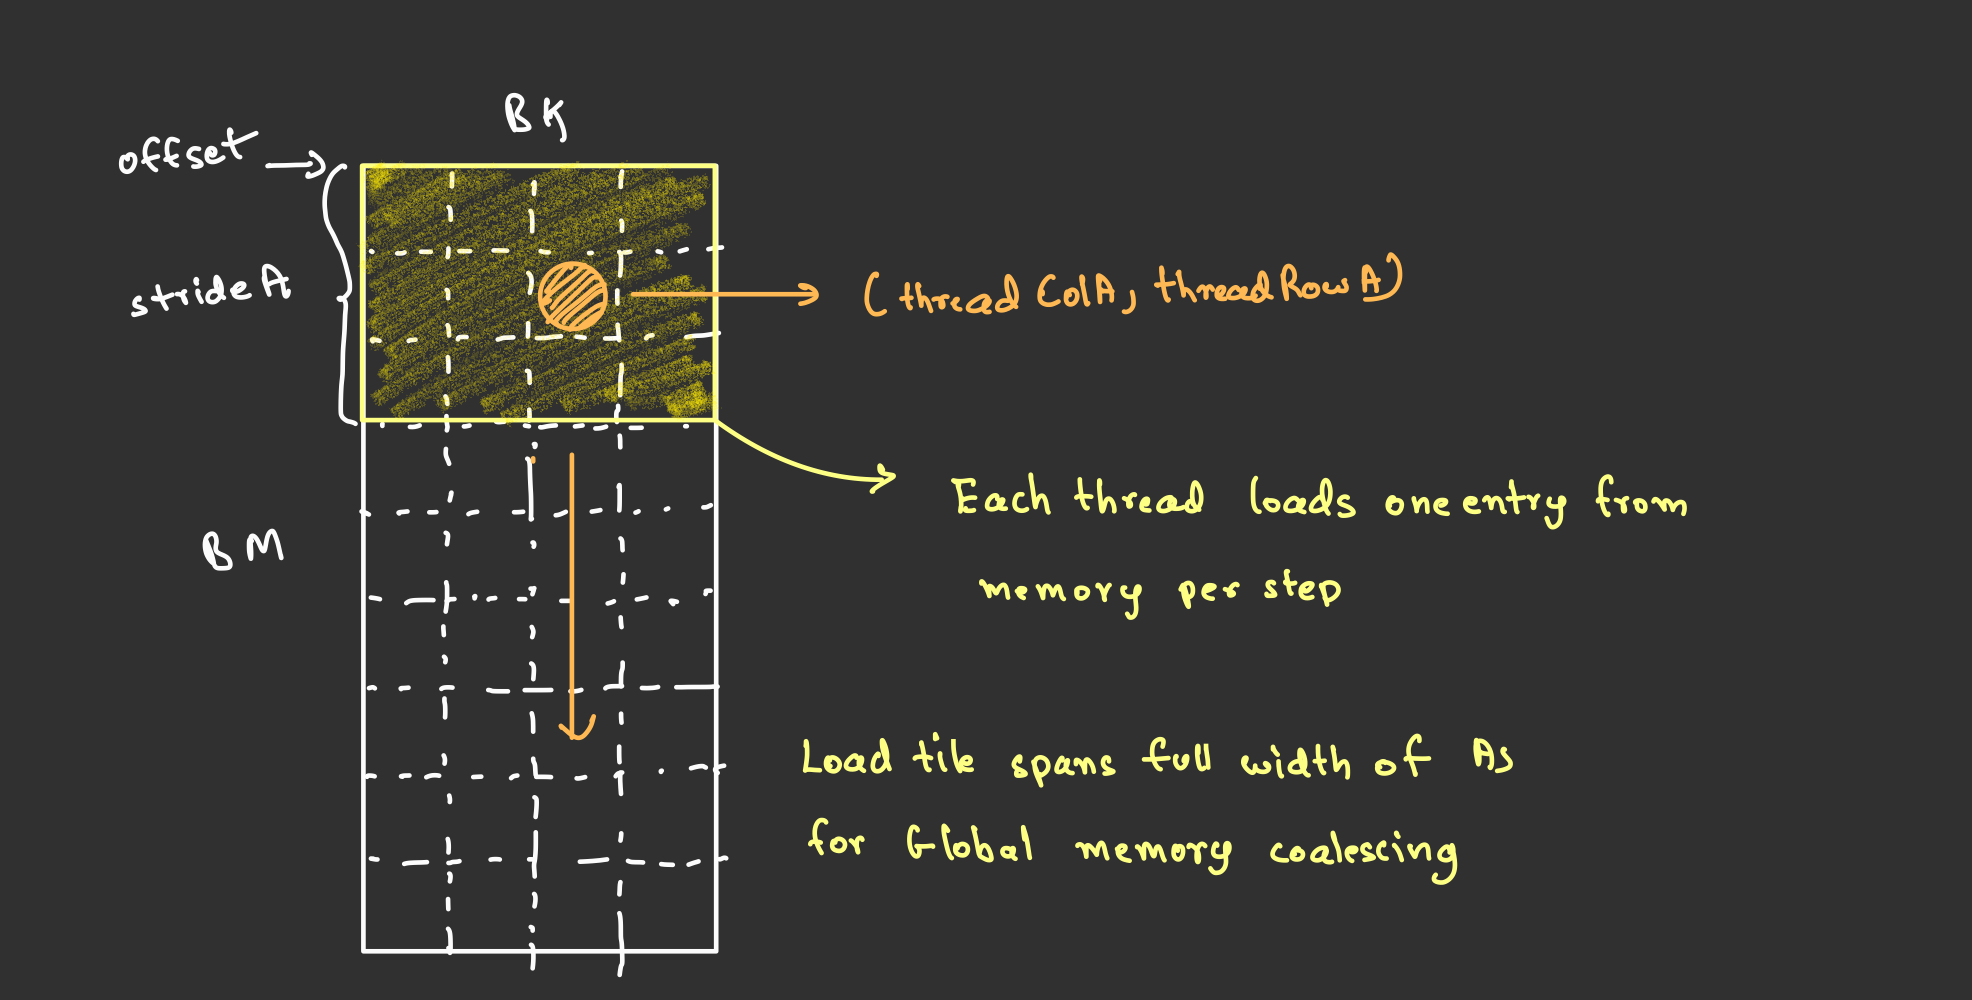 BK
offset
strideA
(threadColA, threadRowA)
Each thread loads one entry from
memory per step
BM
Load tile spans full width of As
for Global memory coalescing